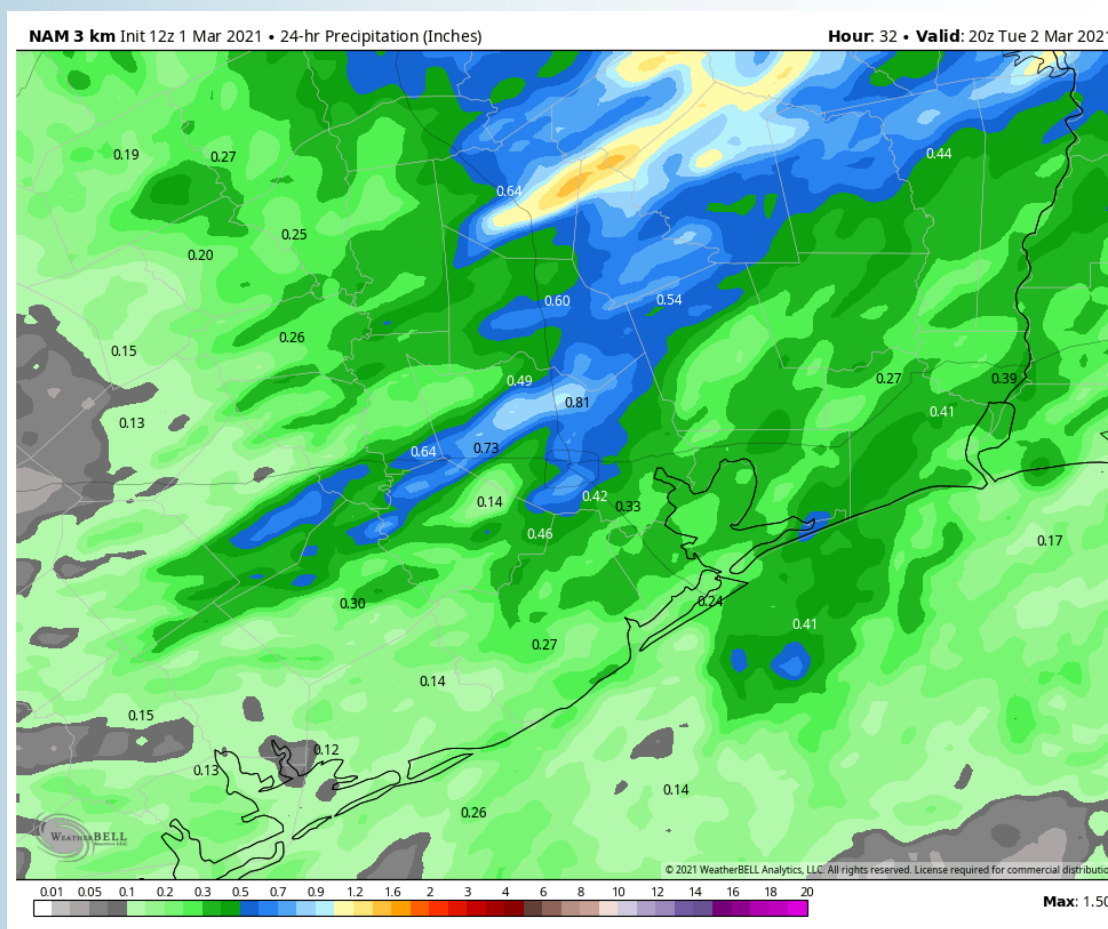 NAM 3 km Init 12z 1 Mar 2021 • 24-hr Precipitation (Inches) Hour: 32 • Valid: 20z Tue 2 Mar 2021
0.19 0.27 0.44
0.64
0.25
0.20
0.60 0.54
0.26
0.15
0.49 0.27 0.39
0.81
0.13 0.41
0.64 0.73
0.14 0.42 0.33
0.46 0.17
0.30 0.24
0.41
0.27
0.14
0.15
0.12
0.13
0.14
0.26
WEATHERBELL
© 2021 WeatherBELL Analytics, LLC. All rights reserved. License required for commercial distributio
0.01 0.05 0.1 0.2 0.3 0.5 0.7 0.9 1.2 1.6 2 3 4 6 8 10 12 14 16 18 20
Max: 1.50